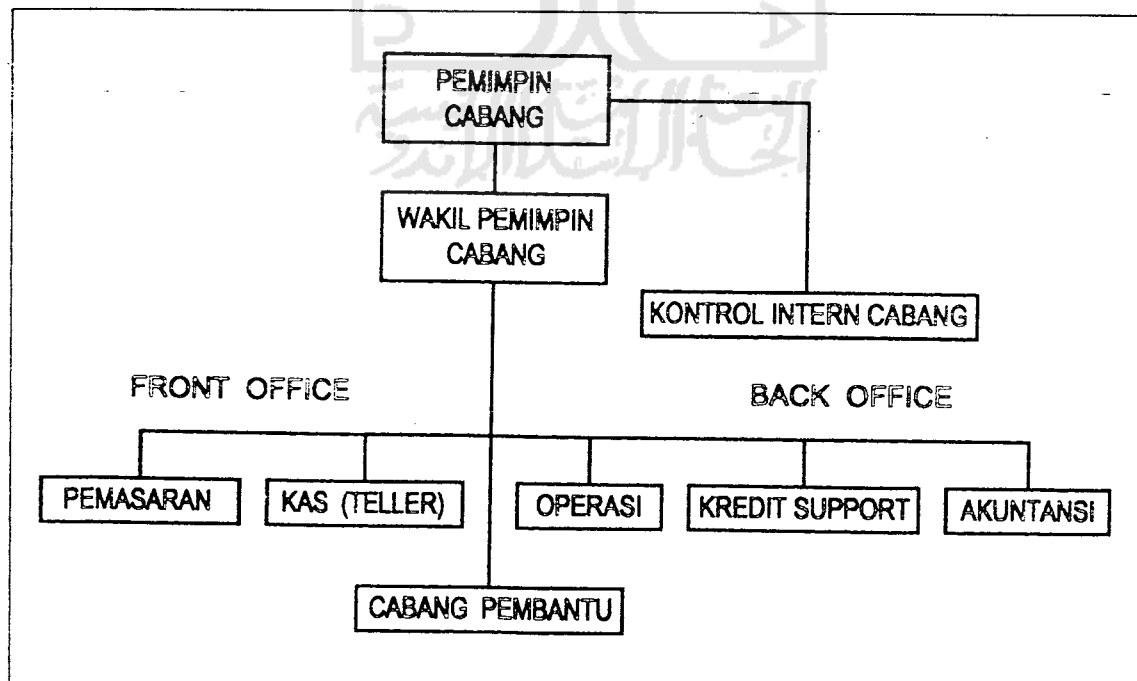 PEMIMPIN
CABANG
WAKIL PEMIMPIN
CABANG
KONTROL INTERN CABANG
FRONT OFFICE
BACK OFFICE
PEMASARAN
KAS (TELLER)
OPERASI
KREDIT SUPPORT
AKUNTANSI
CABANG PEMBANTU